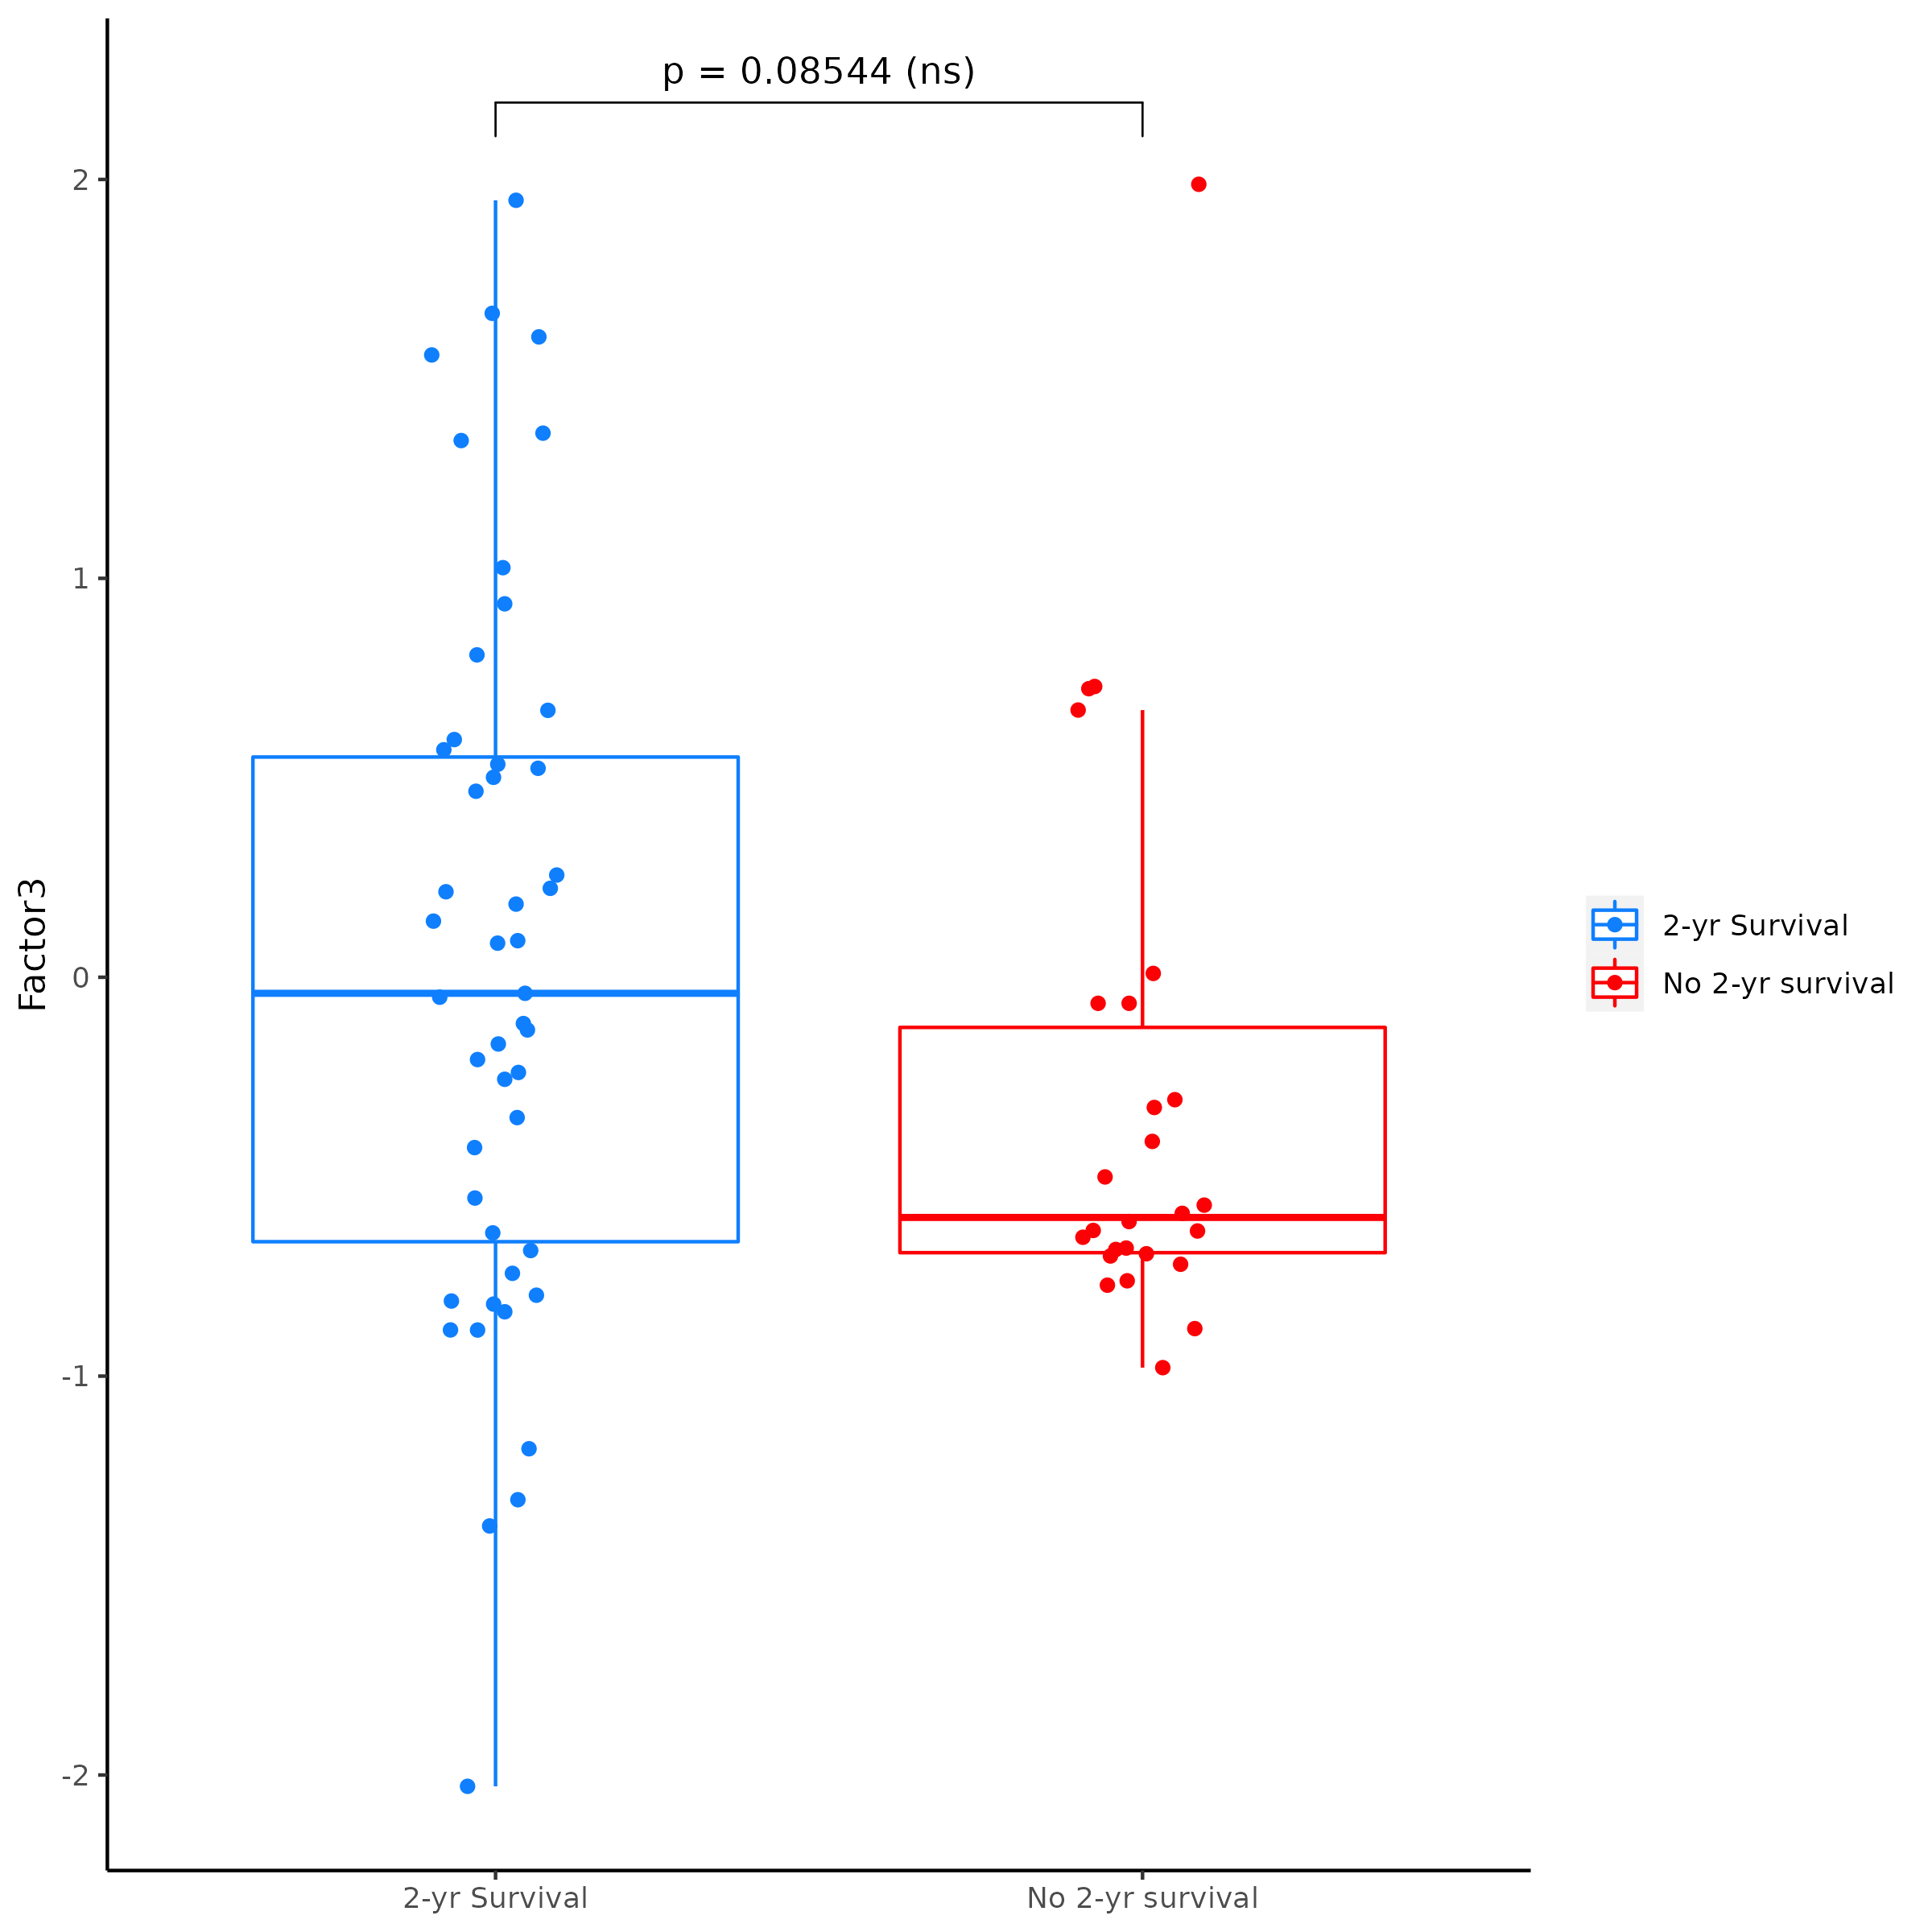 p = 0.08544 (ns)
2
1
0
-1
-2
Factor3
2-yr Survival
No 2-yr survival
2-yr Survival
No 2-yr survival